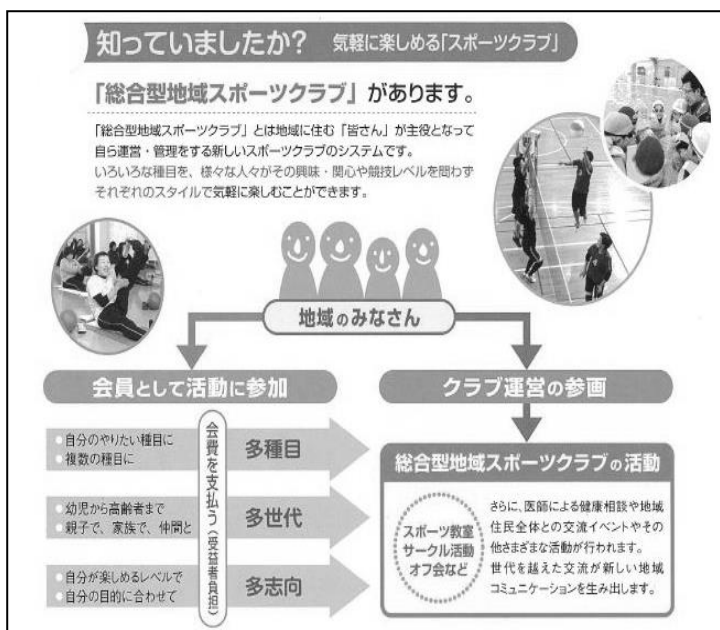 知っていましたか? 気軽に楽しめる「スポーツクラブ」
「総合型地域スポーツクラブ」があります。
「総合型地域スポーツクラブ」とは地域に住む「皆さん」が主役となって
自ら運営・管理をする新しいスポーツクラブのシステムです。
いろいろな種目を、様々な人々がその興味・関心や競技レベルを問わず
それぞれのスタイルで気軽に楽しむことができます。
地域のみなさん
会員として活動に参加
クラブ運営の参画
自分のやりたい種目に
複数の種目に
会費を支払う(受益者負担)
多種目
幼児から高齢者まで
親子で、家族で、仲間と
多世代
自分が楽しめるレベルで
自分の目的に合わせて
多志向
総合型地域スポーツクラブの活動
スポーツ教室
サークル活動
オフ会など
さらに、医師による健康相談や地域
住民全体との交流イベントやその
他さまざまな活動が行われます。
世代を越えた交流が新しい地域
コミュニケーションを生み出します。